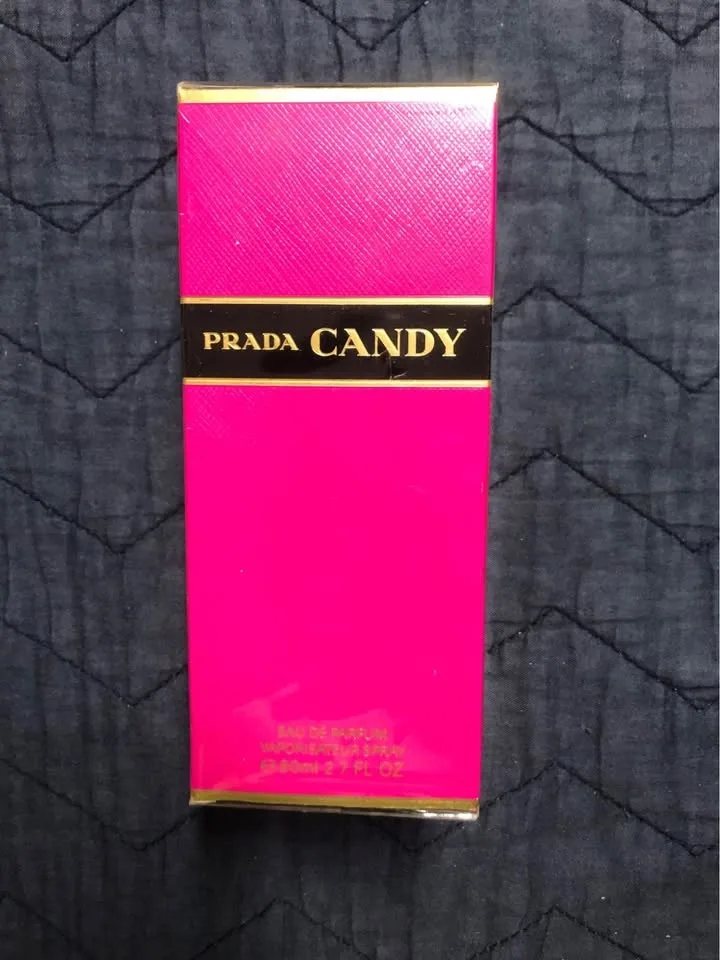 PRADA CANDY
EAU DE PARFUM
VAPORISATEUR SPRAY
℮ 80ml 2 7 FL OZ